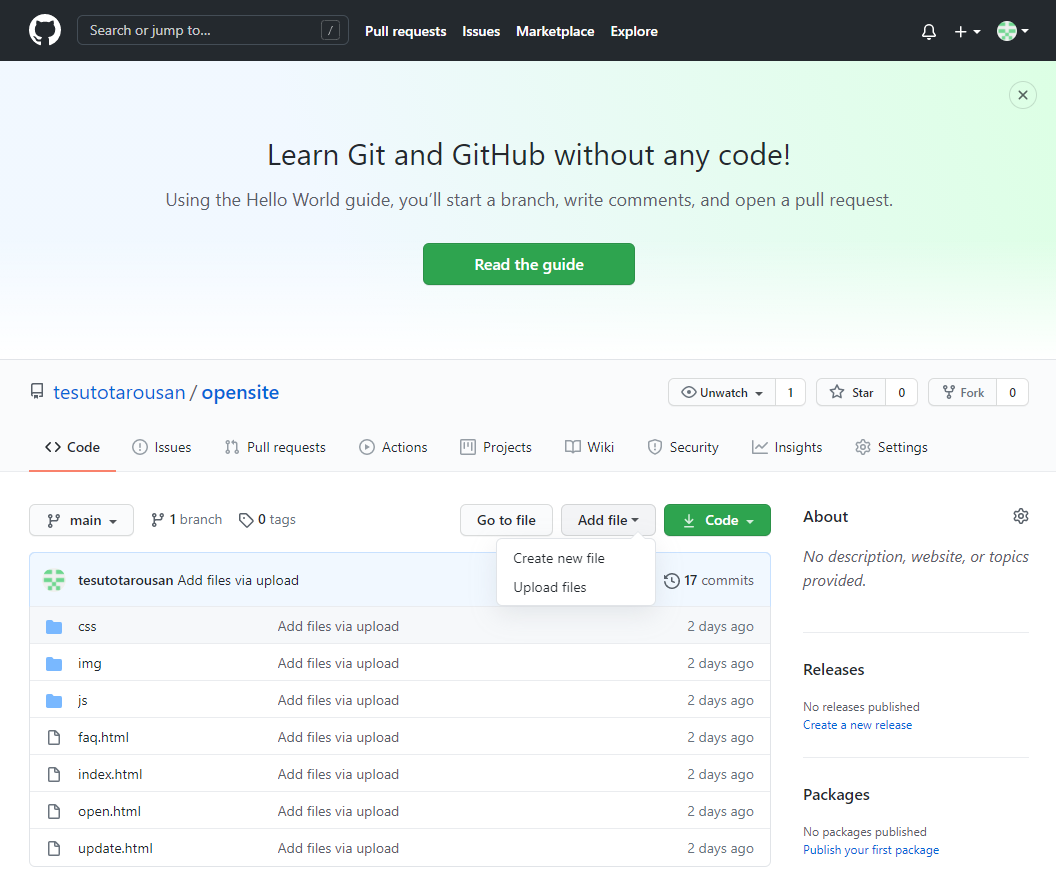 Search or jump to... /
Pull requests Issues Marketplace Explore
Learn Git and GitHub without any code!
Using the Hello World guide, you’ll start a branch, write comments, and open a pull request.
Read the guide
tesutotarousan / opensite
Unwatch 1 Star 0 Fork 0
Code Issues Pull requests Actions Projects Wiki Security Insights Settings
main 1 branch 0 tags
Go to file Add file Code
Create new file
Upload files
tesutotarousan Add files via upload
17 commits
css Add files via upload 2 days ago
img Add files via upload 2 days ago
js Add files via upload 2 days ago
faq.html Add files via upload 2 days ago
index.html Add files via upload 2 days ago
open.html Add files via upload 2 days ago
update.html Add files via upload 2 days ago
About
No description, website, or topics
provided.
Releases
No releases published
Create a new release
Packages
No packages published
Publish your first package